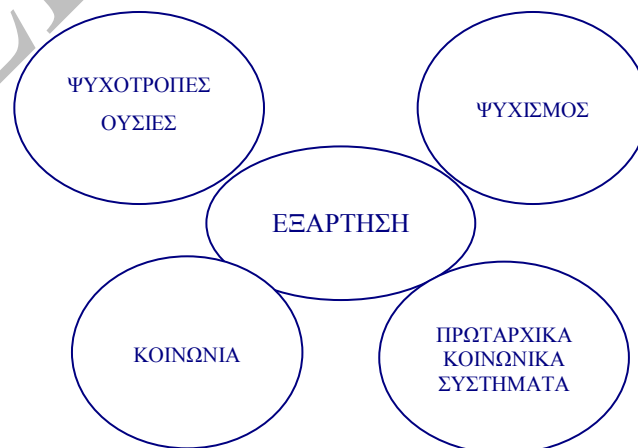 ΨΥΧΟΤΡΟΠΕΣ
ΟΥΣΙΕΣ
ΨΥΧΙΣΜΟΣ
ΕΞΑΡΤΗΣΗ
ΚΟΙΝΩΝΙΑ
ΠΡΩΤΑΡΧΙΚΑ
ΚΟΙΝΩΝΙΚΑ
ΣΥΣΤΗΜΑΤΑ